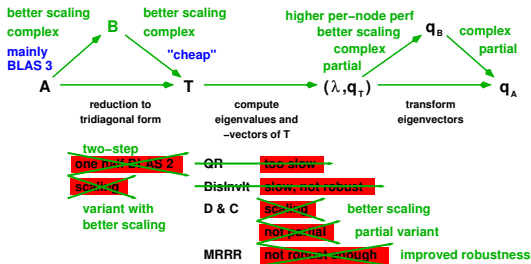 better scaling
complex
B
better scaling
complex
mainly
BLAS 3
"cheap"
higher per-node perf
better scaling
complex
partial
q_B
complex
partial
A
T
(λ,q_T)
q_A
reduction to
tridiagonal form
compute
eigenvalues and
-vectors of T
transform
eigenvectors
two-step
one half BLAS 2
QR
too slow
scaling
BisInvIt
slow, not robust
variant with
better scaling
D & C
scaling
better scaling
not partial
partial variant
MRRR
not robust enough
improved robustness